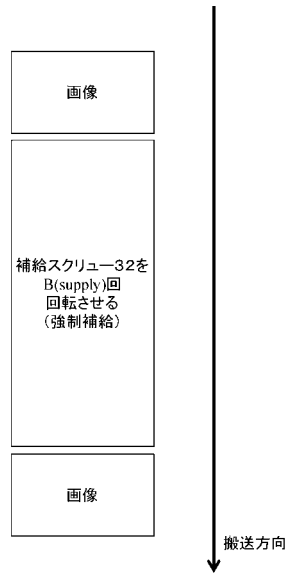 画像
補給スクリュー32を
B(supply)回
回転させる
(強制補給)
画像
搬送方向